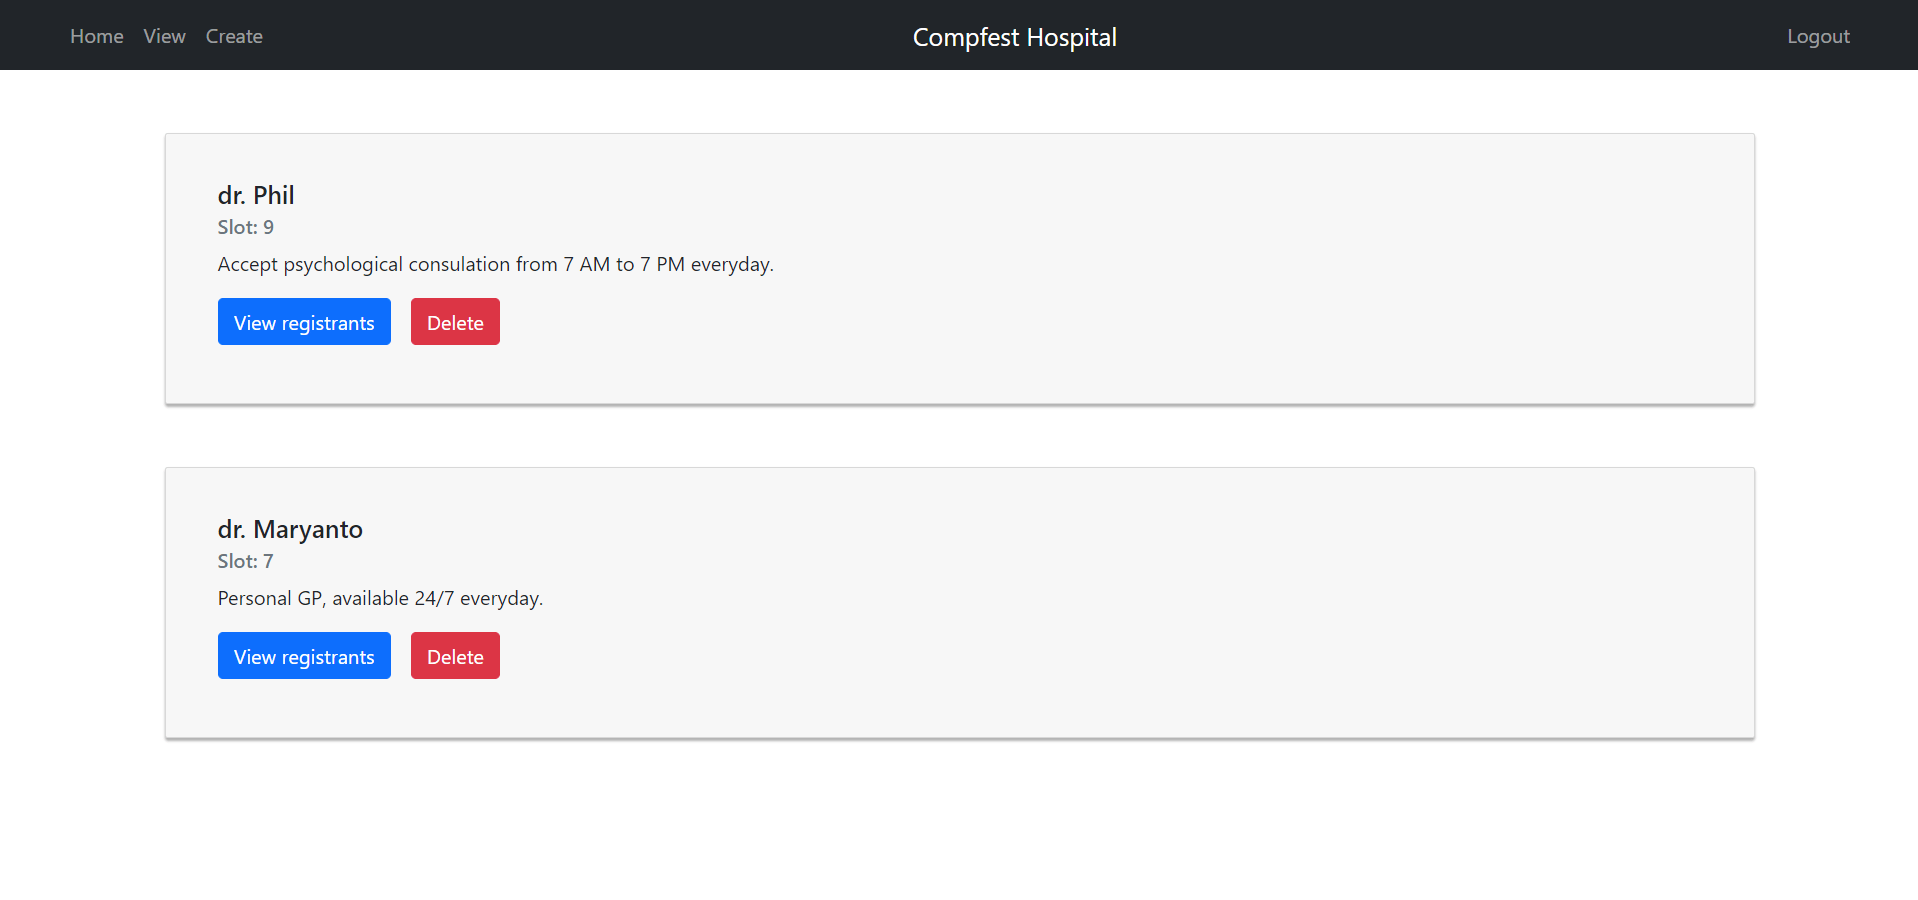 Home View Create Compfest Hospital Logout
dr. Phil
Slot: 9
Accept psychological consulation from 7 AM to 7 PM everyday.
View registrants Delete
dr. Maryanto
Slot: 7
Personal GP, available 24/7 everyday.
View registrants Delete